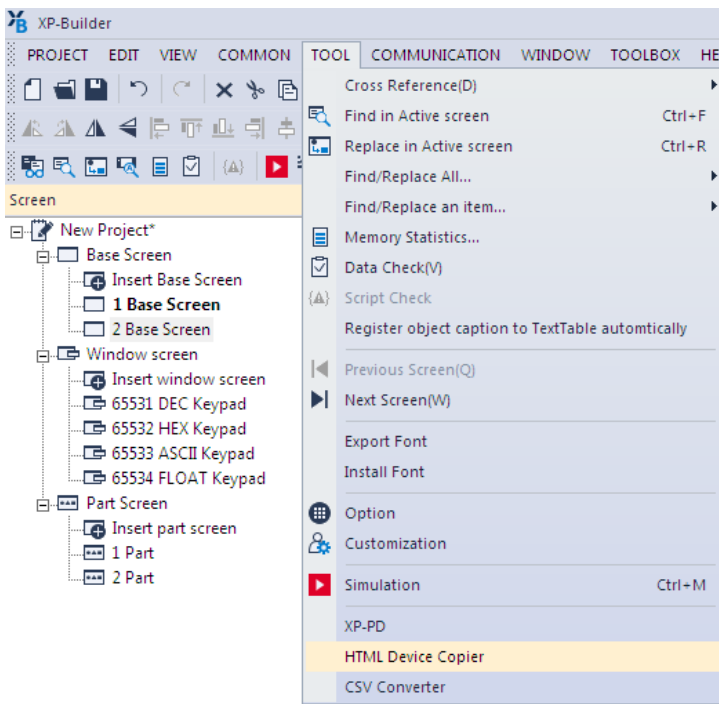 XP-Builder
PROJECT EDIT VIEW COMMON TOOL COMMUNICATION WINDOW TOOLBOX HE
Screen
New Project*
Base Screen
Insert Base Screen
1 Base Screen
2 Base Screen
Window screen
Insert window screen
65531 DEC Keypad
65532 HEX Keypad
65533 ASCII Keypad
65534 FLOAT Keypad
Part Screen
Insert part screen
1 Part
2 Part
Cross Reference(D)
Find in Active screen Ctrl+F
Replace in Active screen Ctrl+R
Find/Replace All...
Find/Replace an item...
Memory Statistics...
Data Check(V)
{A} Script Check
Register object caption to TextTable automtically
Previous Screen(Q)
Next Screen(W)
Export Font
Install Font
Option
Customization
Simulation Ctrl+M
XP-PD
HTML Device Copier
CSV Converter